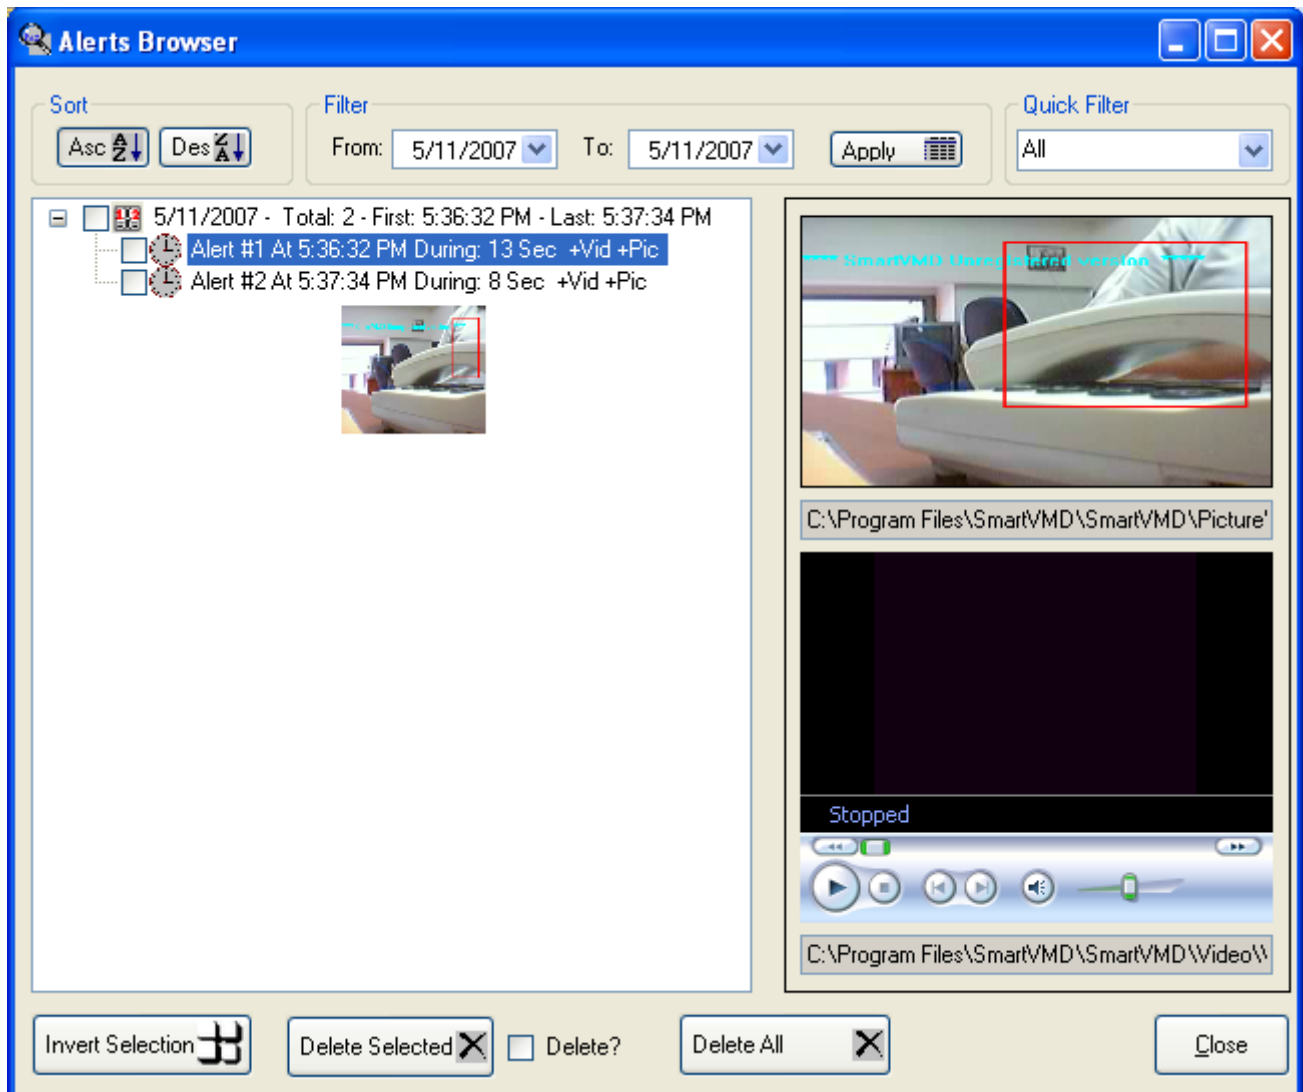 Alerts Browser
Sort
Filter
Quick Filter
Asc
Des
From: 5/11/2007 To: 5/11/2007
Apply
All
5/11/2007 - Total: 2 - First: 5:36:32 PM - Last: 5:37:34 PM
Alert #1 At 5:36:32 PM During: 13 Sec +Vid +Pic
Alert #2 At 5:37:34 PM During: 8 Sec +Vid +Pic
**** SmartVMD Unregistered version ****
C:\Program Files\SmartVMD\SmartVMD\Picture
Stopped
C:\Program Files\SmartVMD\SmartVMD\Video\
Invert Selection
Delete Selected
Delete?
Delete All
Close